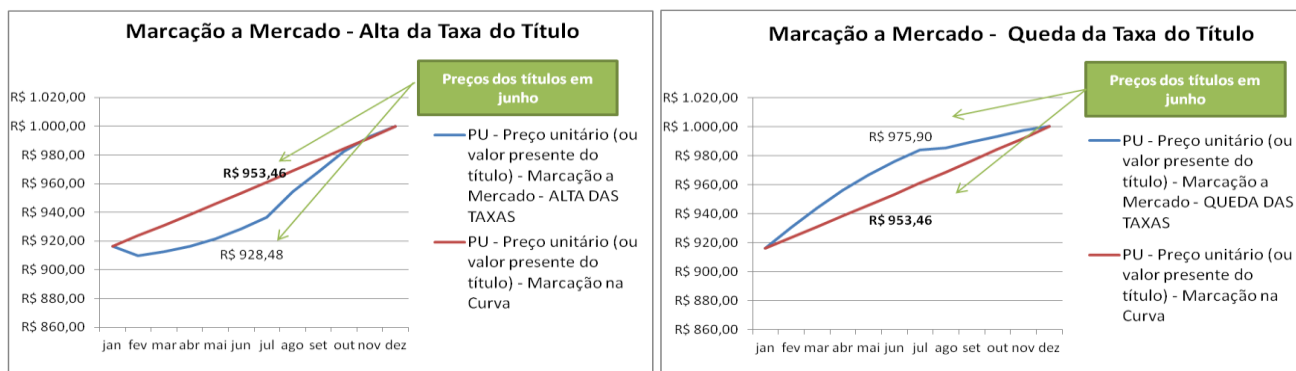 Marcação a Mercado - Alta da Taxa do Título
Preços dos títulos em
junho
R$ 1.020,00
R$ 1.000,00
R$ 980,00
R$ 960,00
R$ 940,00
R$ 920,00
R$ 900,00
R$ 880,00
R$ 860,00
R$ 953,46
R$ 928,48
jan fev mar abr mai jun jul ago set out nov dez
PU - Preço unitário (ou
valor presente do
título) - Marcação a
Mercado - ALTA DAS
TAXAS
PU - Preço unitário (ou
valor presente do
título) - Marcação na
Curva
Marcação a Mercado - Queda da Taxa do Título
Preços dos títulos em
junho
R$ 1.020,00
R$ 1.000,00
R$ 980,00
R$ 960,00
R$ 940,00
R$ 920,00
R$ 900,00
R$ 880,00
R$ 860,00
R$ 975,90
R$ 953,46
jan fev mar abr mai jun jul ago set out nov dez
PU - Preço unitário (ou
valor presente do
título) - Marcação a
Mercado - QUEDA DAS
TAXAS
PU - Preço unitário (ou
valor presente do
título) - Marcação na
Curva